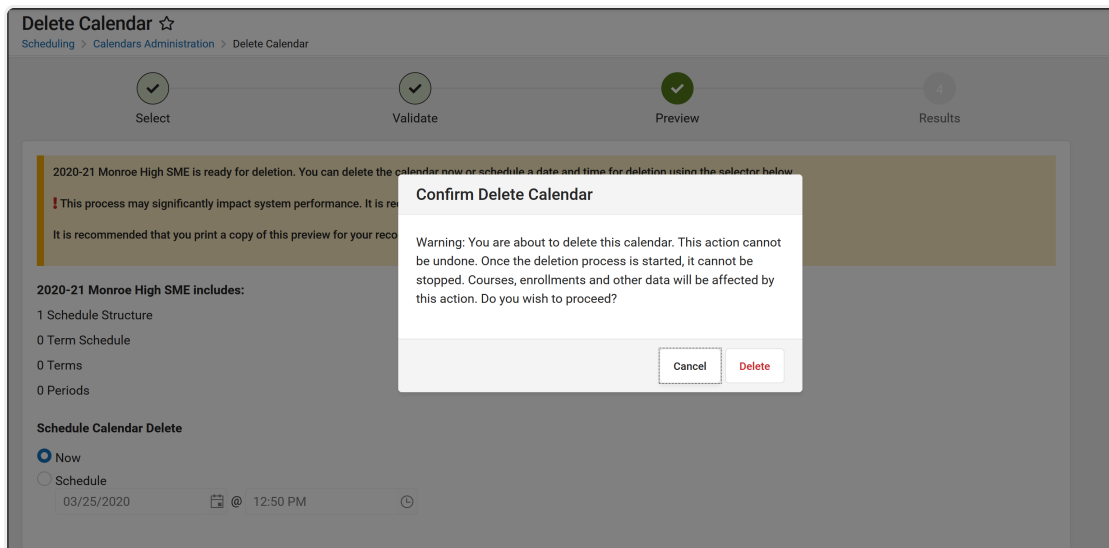 Delete Calendar
Scheduling > Calendars Administration > Delete Calendar
Select
Validate
Preview
4
Results
2020-21 Monroe High SME is ready for deletion. You can delete the calendar now or schedule a date and time for deletion using the selector below.
! This process may significantly impact system performance. It is
It is recommended that you print a copy of this preview for your
2020-21 Monroe High SME includes:
1 Schedule Structure
0 Term Schedule
0 Terms
0 Periods
Schedule Calendar Delete
Now
Schedule
03/25/2020 @ 12:50 PM
Confirm Delete Calendar
Warning: You are about to delete this calendar. This action cannot
be undone. Once the deletion process is started, it cannot be
stopped. Courses, enrollments and other data will be affected by
this action. Do you wish to proceed?
Cancel
Delete